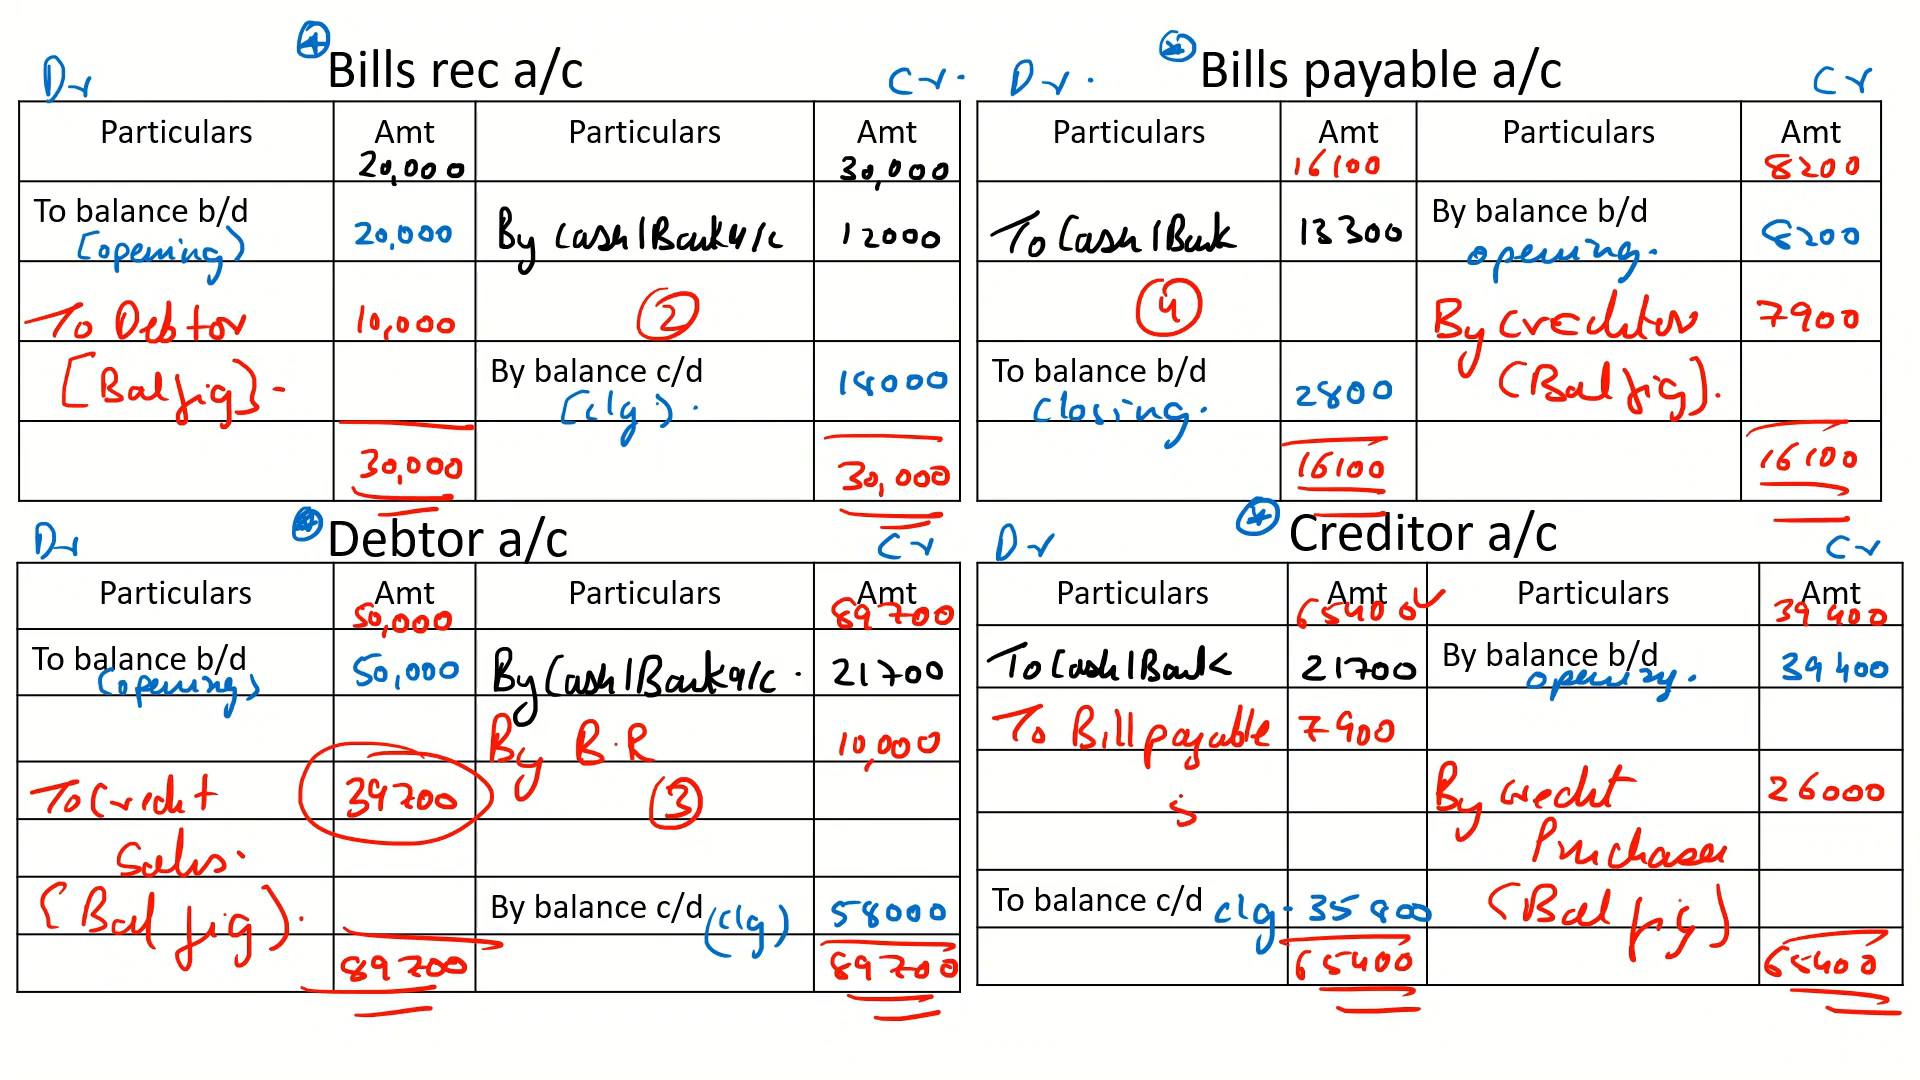 Bills rec a/c
Dr Cr.
Particulars Amt Particulars Amt
20,000 30,000
To balance b/d 20,000 By Cash/Bank a/c 12000
(opening)
To Debtor 10,000 2
[Bal fig]- By balance c/d 18000
(clg).
30,000 30,000
Bills payable a/c
Dr. Cr
Particulars Amt Particulars Amt
16100 8200
To Cash/Bank 13300 By balance b/d 8200
opening.
4 By creditor 7900
To balance b/d 2800 (Bal fig).
Closing.
16100 16100
Debtor a/c
Dr Cr
Particulars Amt Particulars Amt
50,000 89700
To balance b/d 50,000 By Cash/Bank a/c. 21700
(opening)
By B.R 10,000
To Credit 39700 3
Sales.
(Bal fig). By balance c/d (clg) 58000
89700 89700
Creditor a/c
Dr Cr
Particulars Amt Particulars Amt
65400 39400
To Cash/Bank 21700 By balance b/d 39400
opening.
To Bill payable 7900
5 By credit 26000
Purchases
To balance c/d clg- 35800 (Bal fig)
65400 65400